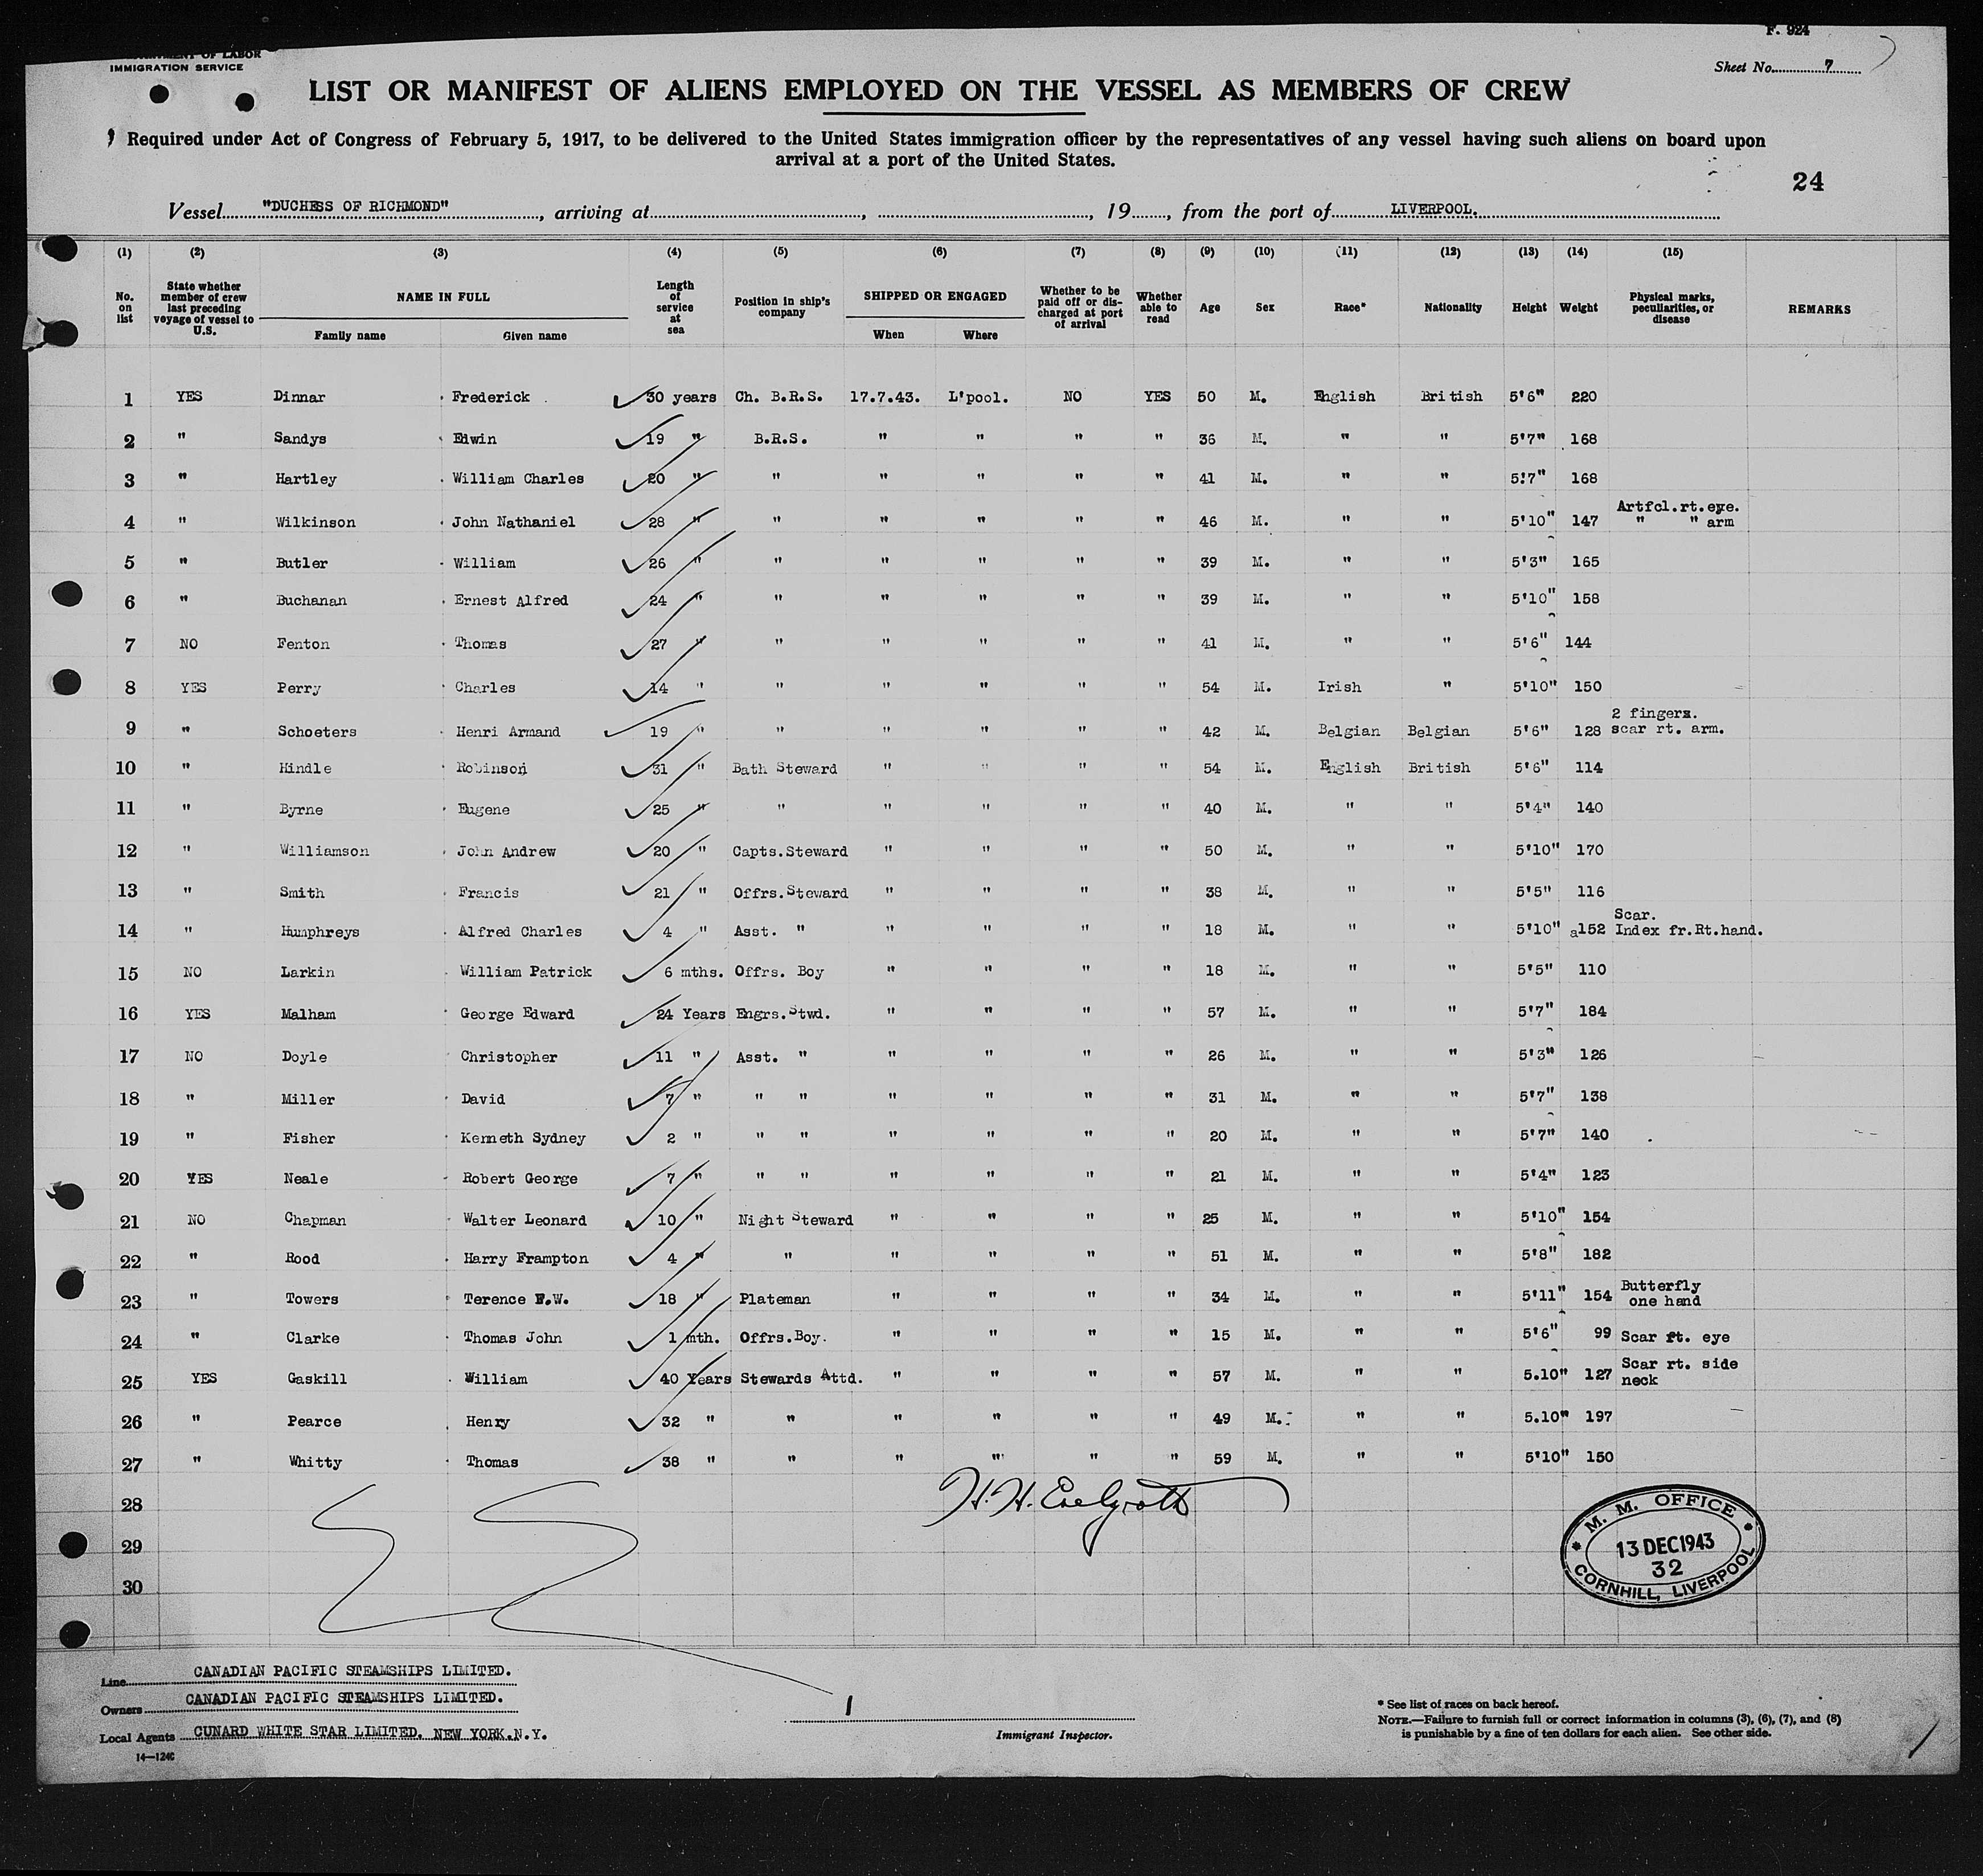 F. 924
OF LABOR
IMMIGRATION SERVICE
Sheet No. 7
LIST OR MANIFEST OF ALIENS EMPLOYED ON THE VESSEL AS MEMBERS OF CREW
Required under Act of Congress of February 5, 1917, to be delivered to the United States immigration officer by the representatives of any vessel having such aliens on board upon
arrival at a port of the United States.
24
Vessel "DUCHESS OF RICHMOND", arriving at , , 19 , from the port of LIVERPOOL.
(1) (2) (3) (4) (5) (6) (7) (8) (9) (10) (11) (12) (13) (14) (15)
No. on list | State whether member of crew last preceding voyage of vessel to U.S. | NAME IN FULL Family name Given name | Length of service at sea | Position in ship's company | SHIPPED OR ENGAGED When Where | Whether to be paid off or discharged at port of arrival | Whether able to read | Age | Sex | Race* | Nationality | Height | Weight | Physical marks, peculiarities, or disease | REMARKS
1 YES Dinnar Frederick 30 years Ch. B.R.S. 17.7.43. L'pool. NO YES 50 M. English British 5'6" 220
2 " Sandys Edwin 19 " B.R.S. " " " " 36 M. " " 5'7" 168
3 " Hartley William Charles 20 " " " " " " 41 M. " " 5'7" 168
4 " Wilkinson John Nathaniel 28 " " " " " " 46 M. " " 5'10" 147 Artfcl.rt.eye. " " arm
5 " Butler William 26 " " " " " " 39 M. " " 5'3" 165
6 " Buchanan Ernest Alfred 24 " " " " " " 39 M. " " 5'10" 158
7 NO Fenton Thomas 27 " " " " " " 41 M. " " 5'6" 144
8 YES Perry Charles 14 " " " " " " 54 M. Irish " 5'10" 150
9 " Schoeters Henri Armand 19 " " " " " " 42 M. Belgian Belgian 5'6" 128 2 fingers. scar rt. arm.
10 " Hindle Robinson 31 " Bath Steward " " " " 54 M. English British 5'6" 114
11 " Byrne Eugene 25 " " " " " " 40 M. " " 5'4" 140
12 " Williamson John Andrew 20 " Capts.Steward " " " " 50 M. " " 5'10" 170
13 " Smith Francis 21 " Offrs.Steward " " " " 38 M. " " 5'5" 116
14 " Humphreys Alfred Charles 4 " Asst. " " " " " 18 M. " " 5'10" a152 Scar. Index fr.Rt.hand.
15 NO Larkin William Patrick 6 mths. Offrs. Boy " " " " 18 M. " " 5'5" 110
16 YES Malham George Edward 24 Years Engrs.Stwd. " " " " 57 M. " " 5'7" 184
17 NO Doyle Christopher 11 " Asst. " " " " " 26 M. " " 5'3" 126
18 " Miller David 7 " " " " " " " 31 M. " " 5'7" 138
19 " Fisher Kenneth Sydney 2 " " " " " " " 20 M. " " 5'7" 140
20 YES Neale Robert George 7 " " " " " " " 21 M. " " 5'4" 123
21 NO Chapman Walter Leonard 10 " Night Steward " " " " 25 M. " " 5'10" 154
22 " Rood Harry Frampton 4 " " " " " " 51 M. " " 5'8" 182
23 " Towers Terence F.W. 18 " Plateman " " " " 34 M. " " 5'11" 154 Butterfly one hand
24 " Clarke Thomas John 1 mth. Offrs.Boy. " " " " 15 M. " " 5'6" 99 Scar rt. eye
25 YES Gaskill William 40 Years Stewards Attd. " " " " 57 M. " " 5.10" 127 Scar rt. side neck
26 " Pearce Henry 32 " " " " " " 49 M. " " 5.10" 197
27 " Whitty Thomas 38 " " " " " " 59 M. " " 5'10" 150
28
29
30
M. M. OFFICE
13 DEC 1943
32
CORNHILL, LIVERPOOL
Line CANADIAN PACIFIC STEAMSHIPS LIMITED.
Owners CANADIAN PACIFIC STEAMSHIPS LIMITED.
Local Agents CUNARD WHITE STAR LIMITED. NEW YORK.N.Y.
14—1240
Immigrant Inspector.
* See list of races on back hereof.
NOTE.—Failure to furnish full or correct information in columns (3), (6), (7), and (8)
is punishable by a fine of ten dollars for each alien. See other side.